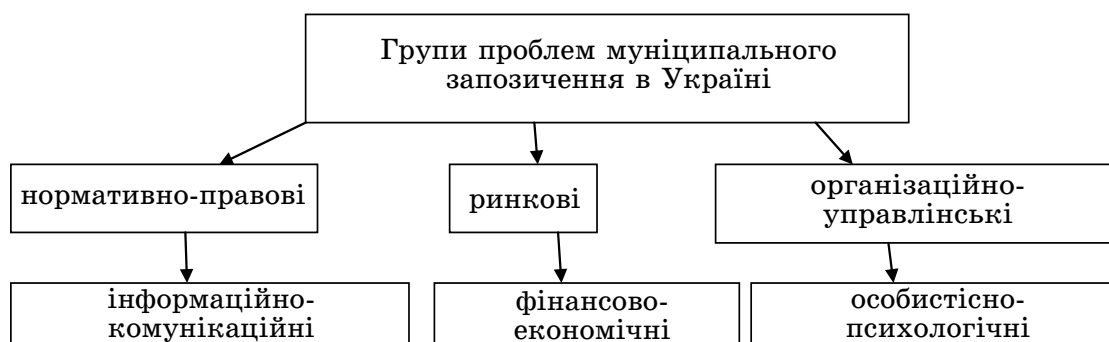 Групи проблем муніципального
запозичення в Україні
нормативно-правові
ринкові
організаційно-
управлінські
інформаційно-
комунікаційні
фінансово-
економічні
особистісно-
психологічні